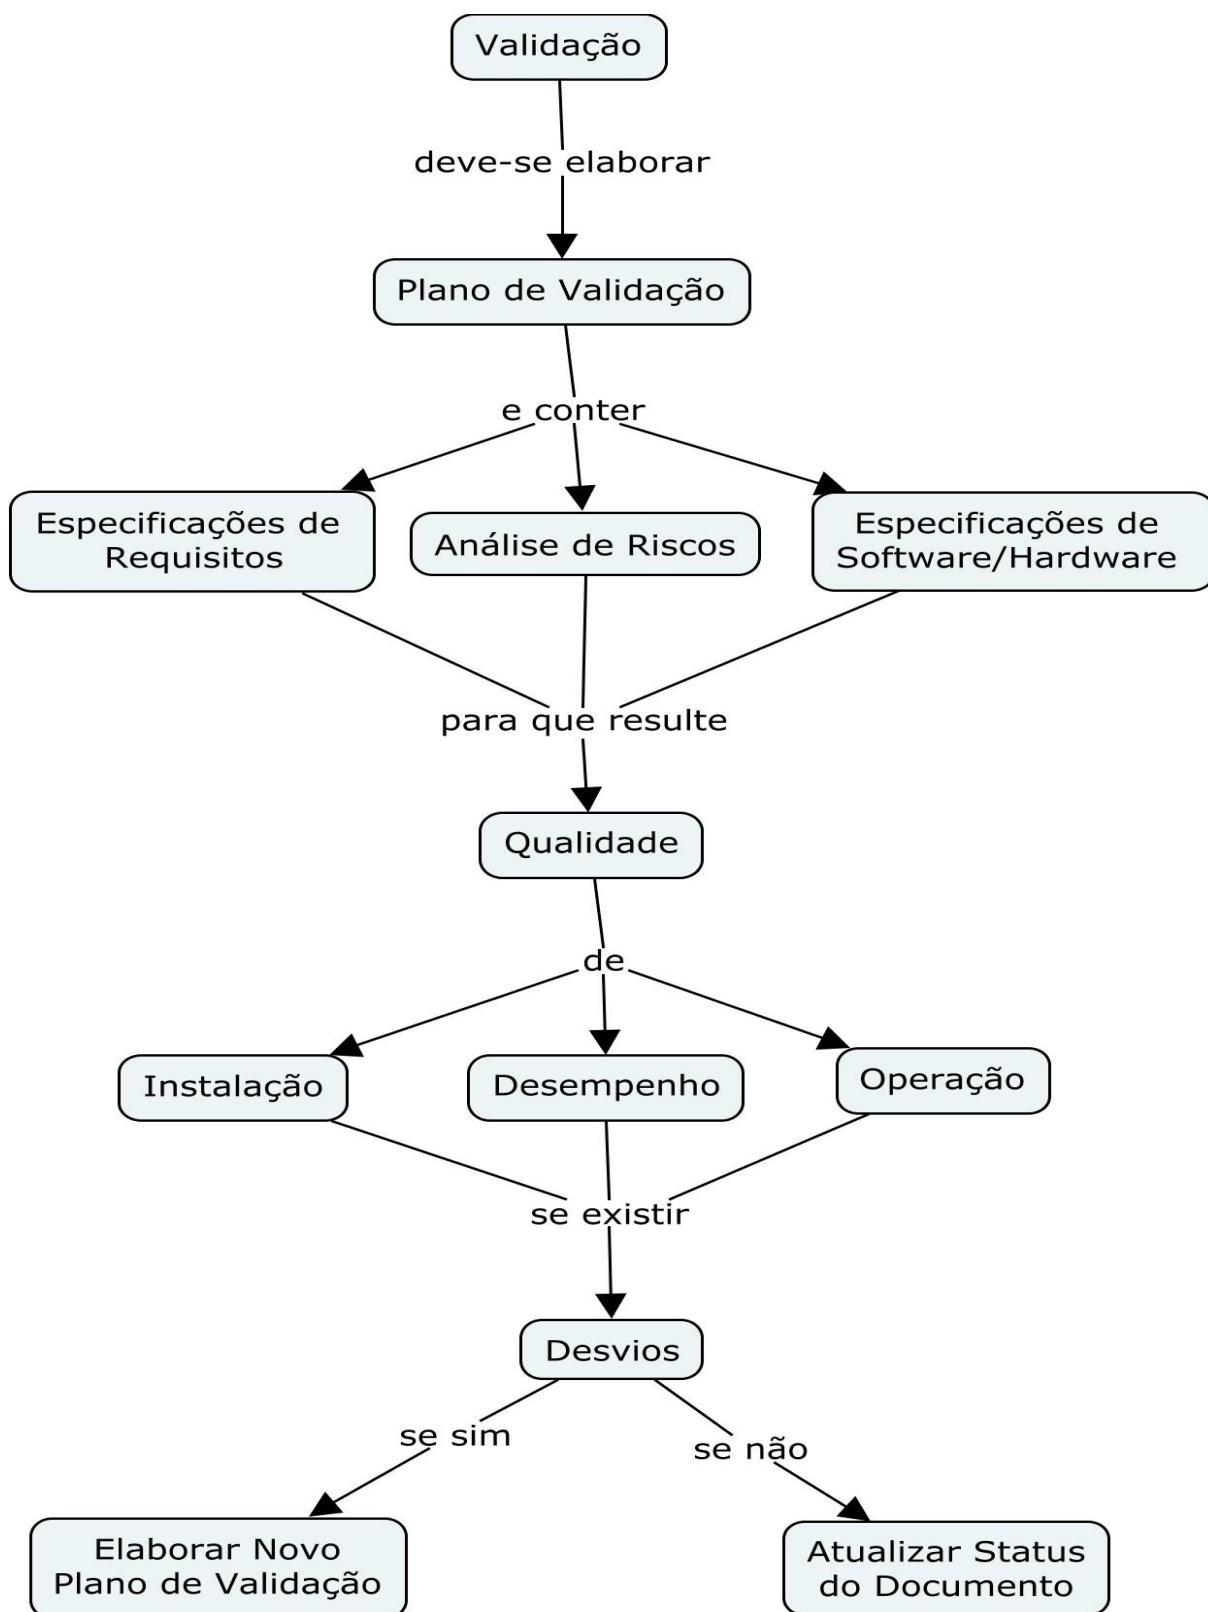 Validação
deve-se elaborar
Plano de Validação
e conter
Especificações de
Requisitos
Análise de Riscos
Especificações de
Software/Hardware
para que resulte
Qualidade
de
Instalação
Desempenho
Operação
se existir
Desvios
se sim
se não
Elaborar Novo
Plano de Validação
Atualizar Status
do Documento